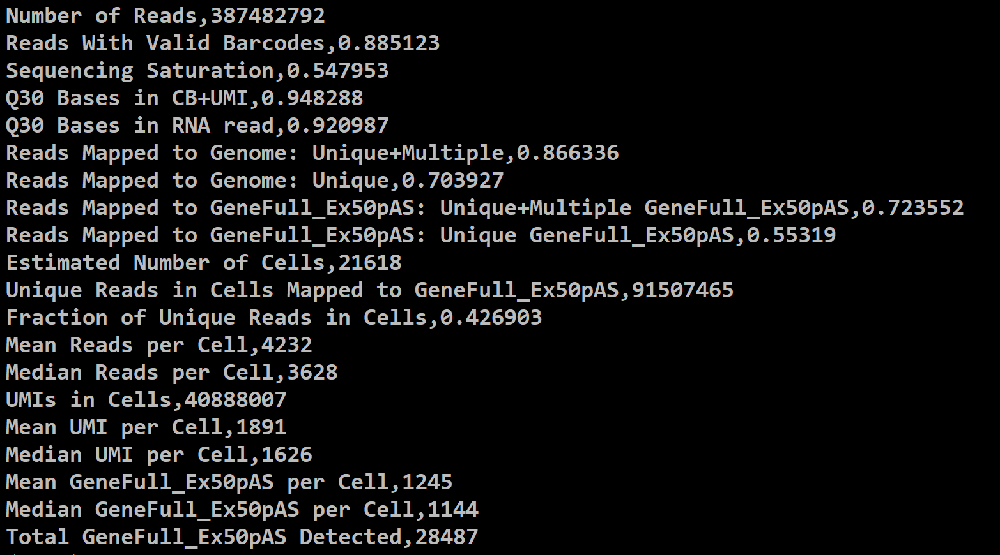 Number of Reads,387482792
Reads With Valid Barcodes,0.885123
Sequencing Saturation,0.547953
Q30 Bases in CB+UMI,0.948288
Q30 Bases in RNA read,0.920987
Reads Mapped to Genome: Unique+Multiple,0.866336
Reads Mapped to Genome: Unique,0.703927
Reads Mapped to GeneFull_Ex50pAS: Unique+Multiple GeneFull_Ex50pAS,0.723552
Reads Mapped to GeneFull_Ex50pAS: Unique GeneFull_Ex50pAS,0.55319
Estimated Number of Cells,21618
Unique Reads in Cells Mapped to GeneFull_Ex50pAS,91507465
Fraction of Unique Reads in Cells,0.426903
Mean Reads per Cell,4232
Median Reads per Cell,3628
UMIs in Cells,40888007
Mean UMI per Cell,1891
Median UMI per Cell,1626
Mean GeneFull_Ex50pAS per Cell,1245
Median GeneFull_Ex50pAS per Cell,1144
Total GeneFull_Ex50pAS Detected,28487